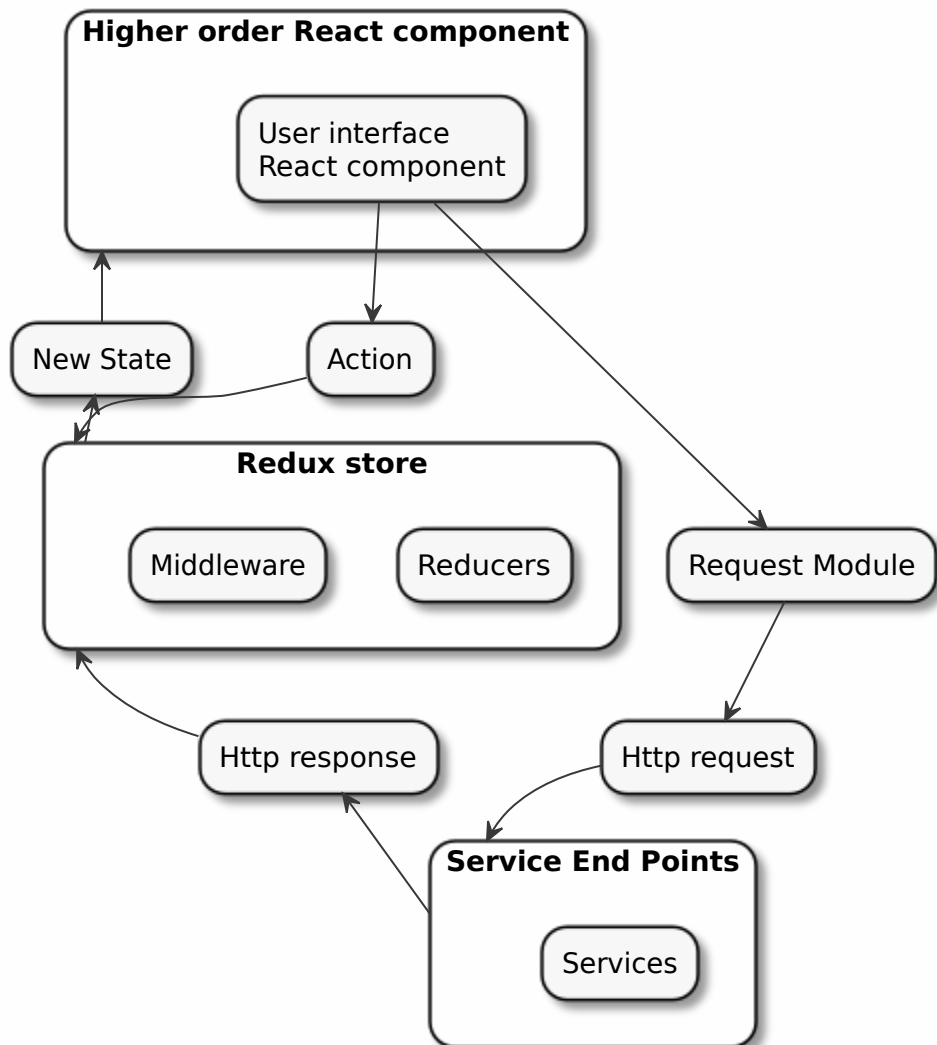 Higher order React component
User interface
React component
New State
Action
Redux store
Middleware
Reducers
Request Module
Http response
Http request
Service End Points
Services